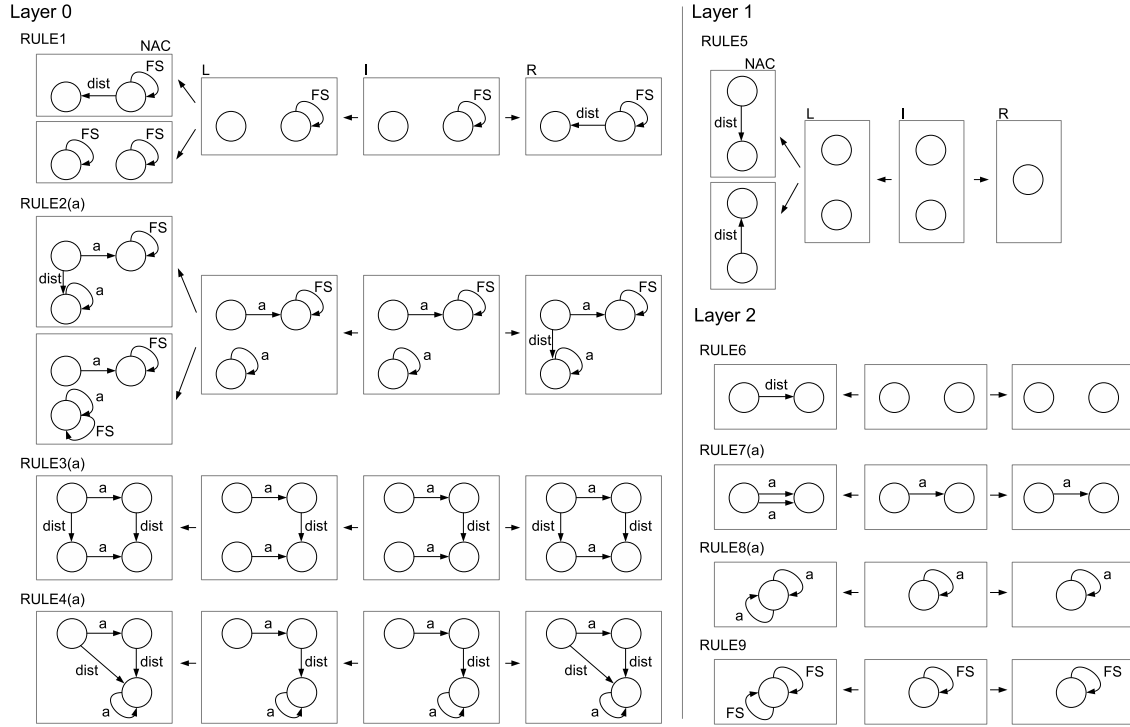 Layer 0
RULE1
NAC
dist FS
FS FS
L
FS
I
FS
R
dist FS
RULE2(a)
a FS
dist a
a FS
a
FS
a FS
a
a FS
a
a FS
dist a
RULE3(a)
a
dist dist
a
a
dist
a
a
dist
a
a
dist dist
a
RULE4(a)
a
dist dist
a
a
dist
a
a
dist
a
a
dist dist
a
Layer 1
RULE5
NAC
dist
dist
L
I
R
Layer 2
RULE6
dist
RULE7(a)
a
a
a
a
RULE8(a)
a
a
a
a
RULE9
FS
FS
FS
FS